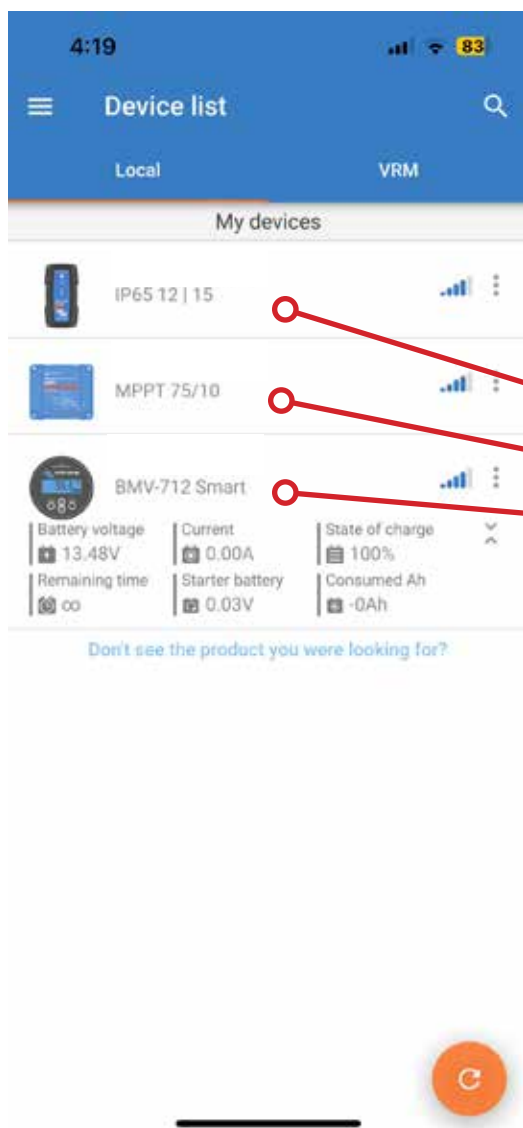 4:19 83
Device list
Local VRM
My devices
IP65 12 | 15
MPPT 75/10
BMV-712 Smart
Battery voltage Current State of charge
13.48V 0.00A 100%
Remaining time Starter battery Consumed Ah
∞ 0.03V -0Ah
Don't see the product you were looking for?